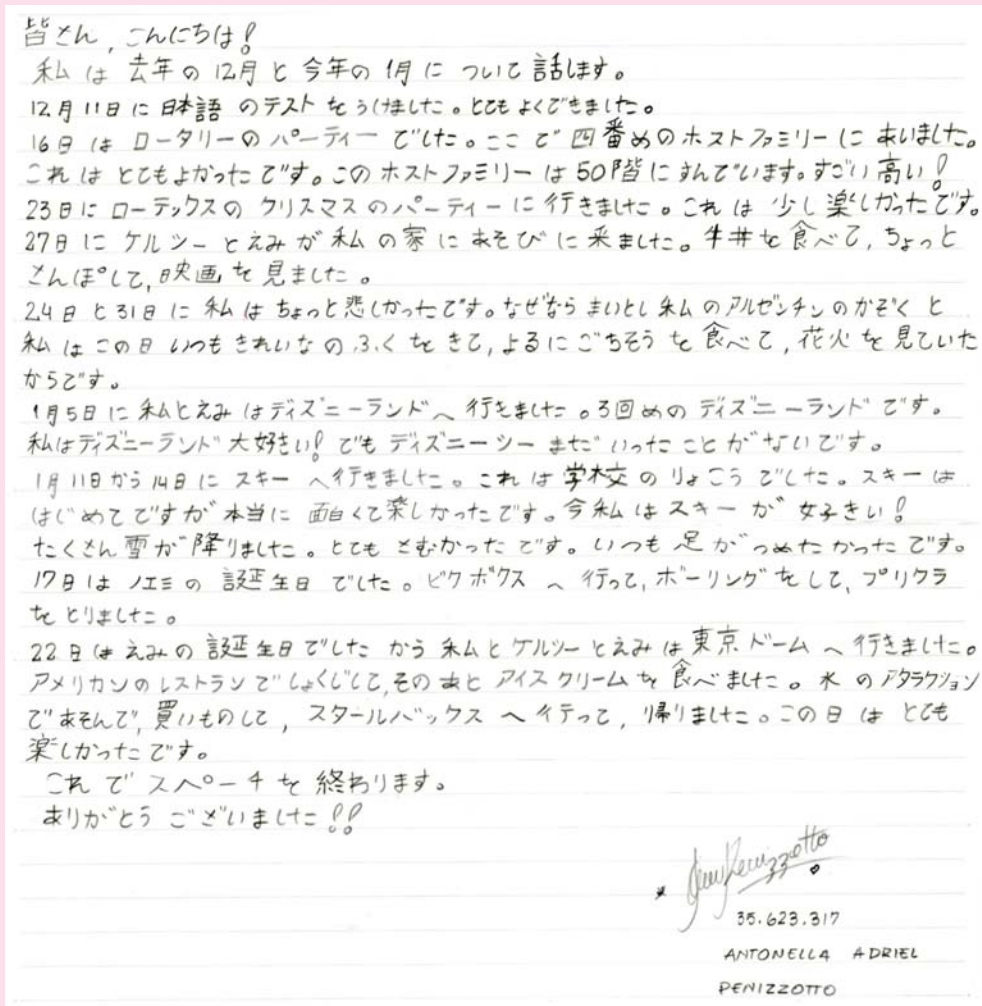 皆さん,こんにちは!
私は去年の12月と今年の1月について話します。
12月11日に日本語のテストをうけました。とてもよくできました。
16日はロータリーのパーティーでした。ここで四番めのホストファミリーにあいました。
これはとてもよかったです。このホストファミリーは50階にすんでいます。すごい高い!
23日にローテックスのクリスマスのパーティーに行きました。これは少し楽しかったです。
27日にケルシーとえみが私の家にあそびに来ました。牛丼を食べて,ちょっと
さんぽして,映画を見ました。
24日と31日に私はちょっと悲しかったです。なぜならまいとし私のアルゼンチンのかぞくと
私はこの日いつもきれいなのふくをきて,よるにごちそうを食べて,花火を見ていた
からです。
1月5日に私とえみはディズニーランドへ行きました。3回めのディズニーランドです。
私はディズニーランド大好きい!でもディズニーシーまだいったことがないです。
1月11日から14日にスキーへ行きました。これは学校のりょこうでした。スキーは
はじめてですが本当に面白くて楽しかったです。今私はスキーが好きい!
たくさん雪が降りました。とてもさむかったです。いつも足がつめたかったです。
17日はノエミの誕生日でした。ビクボクスへ行って,ボーリングをして,プリクラ
をとりました。
22日はえみの誕生日でしたから私とケルシーとえみは東京ドームへ行きました。
アメリカンのレストランでしょくじして,そのあとアイスクリームを食べました。水のアタラクション
であそんで,買いものして,スタールバックスへ行って,帰りました。この日はとても
楽しかったです。
これでスペーチを終わります。
ありがとうございました!!
35.623.317
ANTONELLA ADRIEL
PENIZZOTTO